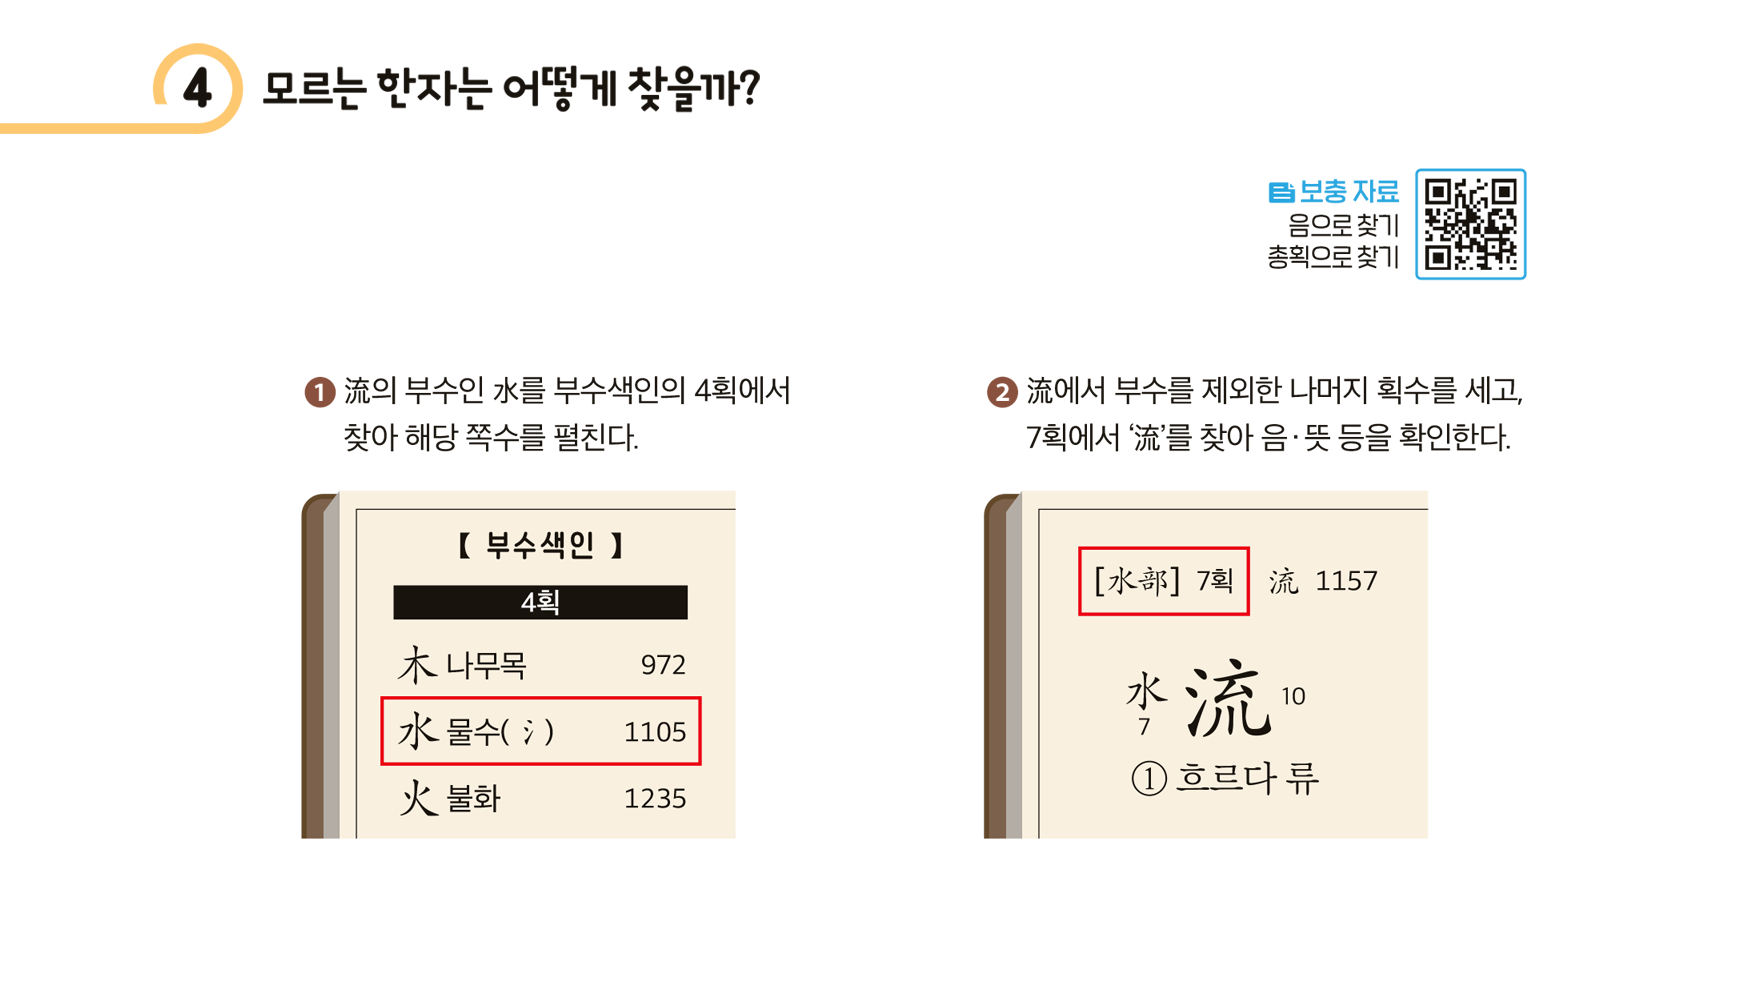 4 모르는 한자는 어떻게 찾을까?
보충 자료
음으로 찾기
총획으로 찾기
1 流의 부수인 水를 부수색인의 4획에서
찾아 해당 쪽수를 펼친다.
【 부수색인 】
4획
木 나무목 972
水 물수( 氵) 1105
火 불화 1235
2 流에서 부수를 제외한 나머지 획수를 세고,
7획에서 ‘流’를 찾아 음·뜻 등을 확인한다.
[水部] 7획 流 1157
水 流 10
7
① 흐르다 류